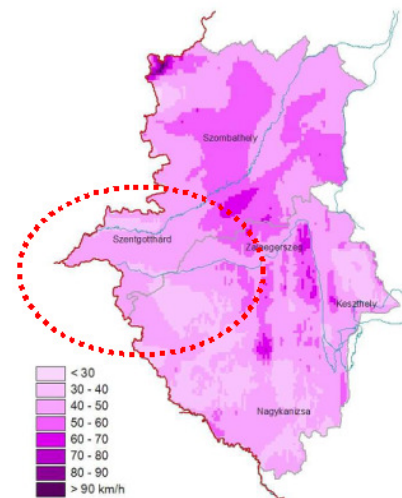 Szombathely
Szentgotthárd
Zalaegerszeg
Keszthely
Nagykanizsa
< 30
30 - 40
40 - 50
50 - 60
60 - 70
70 - 80
80 - 90
> 90 km/h